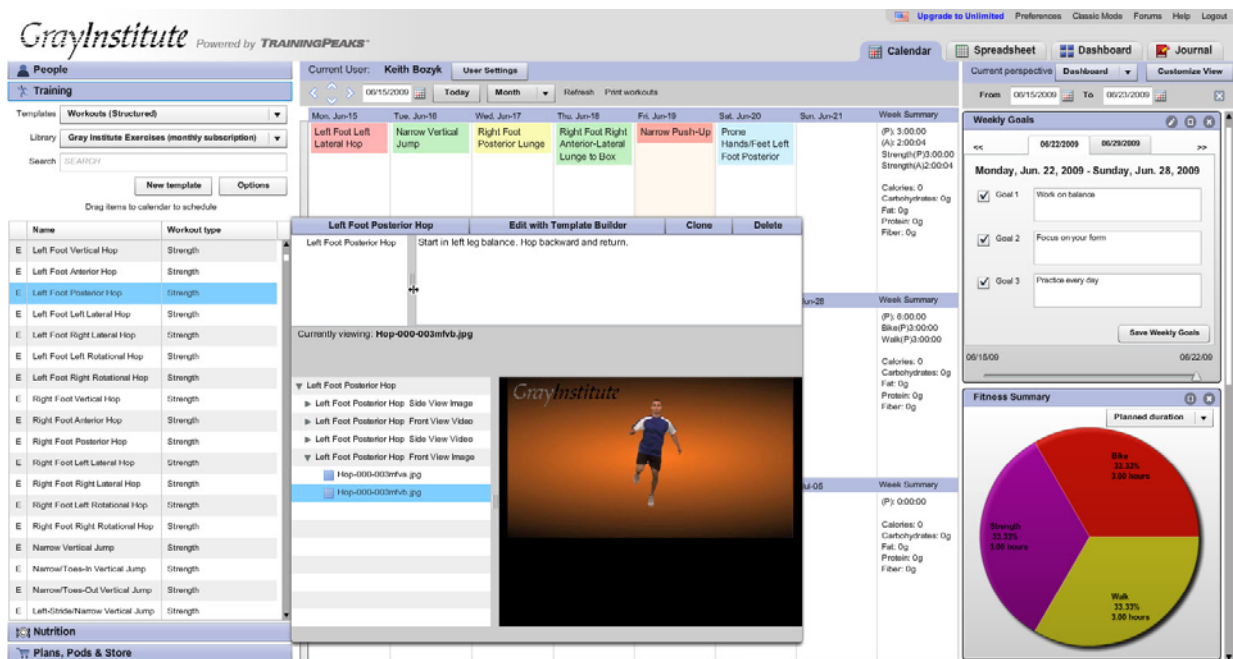 Upgrade to Unlimited Preferences Classic Mode Forums Help Logout
GrayInstitute Powered by TRAININGPEAKS
Calendar Spreadsheet Dashboard Journal
People
Training
Templates Workouts (Structured)
Library Gray Institute Exercises (monthly subscription)
Search SEARCH
New template Options
Drag items to calendar to schedule
Name Workout type
E Left Foot Vertical Hop Strength
E Left Foot Anterior Hop Strength
E Left Foot Posterior Hop Strength
E Left Foot Left Lateral Hop Strength
E Left Foot Right Lateral Hop Strength
E Left Foot Left Rotational Hop Strength
E Left Foot Right Rotational Hop Strength
E Right Foot Vertical Hop Strength
E Right Foot Anterior Hop Strength
E Right Foot Posterior Hop Strength
E Right Foot Left Lateral Hop Strength
E Right Foot Right Lateral Hop Strength
E Right Foot Left Rotational Hop Strength
E Right Foot Right Rotational Hop Strength
E Narrow Vertical Jump Strength
E Narrow/Toes-In Vertical Jump Strength
E Narrow/Toes-Out Vertical Jump Strength
E Left-Stride/Narrow Vertical Jump Strength
Nutrition
Plans, Pods & Store
Current User: Keith Bozyk User Settings
06/15/2009 Today Month Refresh Print workouts
Mon. Jun-15 Tue. Jun-16 Wed. Jun-17 Thu. Jun-18 Fri. Jun-19 Sat. Jun-20 Sun. Jun-21 Week Summary
Left Foot Left
Lateral Hop
Narrow Vertical
Jump
Right Foot
Posterior Lunge
Right Foot Right
Anterior-Lateral
Lunge to Box
Narrow Push-Up
Prone
Hands/Feet Left
Foot Posterior
(P): 3:00:00
(A): 2:00:04
Strength(P)3:00:00
Strength(A)2:00:04
Calories: 0
Carbohydrates: 0g
Fat: 0g
Protein: 0g
Fiber: 0g
Left Foot Posterior Hop Edit with Template Builder Clone Delete
Left Foot Posterior Hop Start in left leg balance. Hop backward and return.
Currently viewing: Hop-000-003mfvb.jpg
Left Foot Posterior Hop
Left Foot Posterior Hop Side View Image
Left Foot Posterior Hop Front View Video
Left Foot Posterior Hop Side View Video
Left Foot Posterior Hop Front View Image
Hop-000-003mfva.jpg
Hop-000-003mfvb.jpg
GrayInstitute
Jun-28 Week Summary
(P): 6:00:00
Bike(P)3:00:00
Walk(P)3:00:00
Calories: 0
Carbohydrates: 0g
Fat: 0g
Protein: 0g
Fiber: 0g
Jul-05 Week Summary
(P): 0:00:00
Calories: 0
Carbohydrates: 0g
Fat: 0g
Protein: 0g
Fiber: 0g
Current perspective Dashboard Customize View
From 06/15/2009 To 06/23/2009
Weekly Goals
<< 06/22/2009 06/29/2009 >>
Monday, Jun. 22, 2009 - Sunday, Jun. 28, 2009
Goal 1 Work on balance
Goal 2 Focus on your form
Goal 3 Practice every day
Save Weekly Goals
06/15/09 06/22/09
Fitness Summary
Planned duration
Bike
33.33%
3.00 hours
Strength
33.33%
3.00 hours
Walk
33.33%
3.00 hours